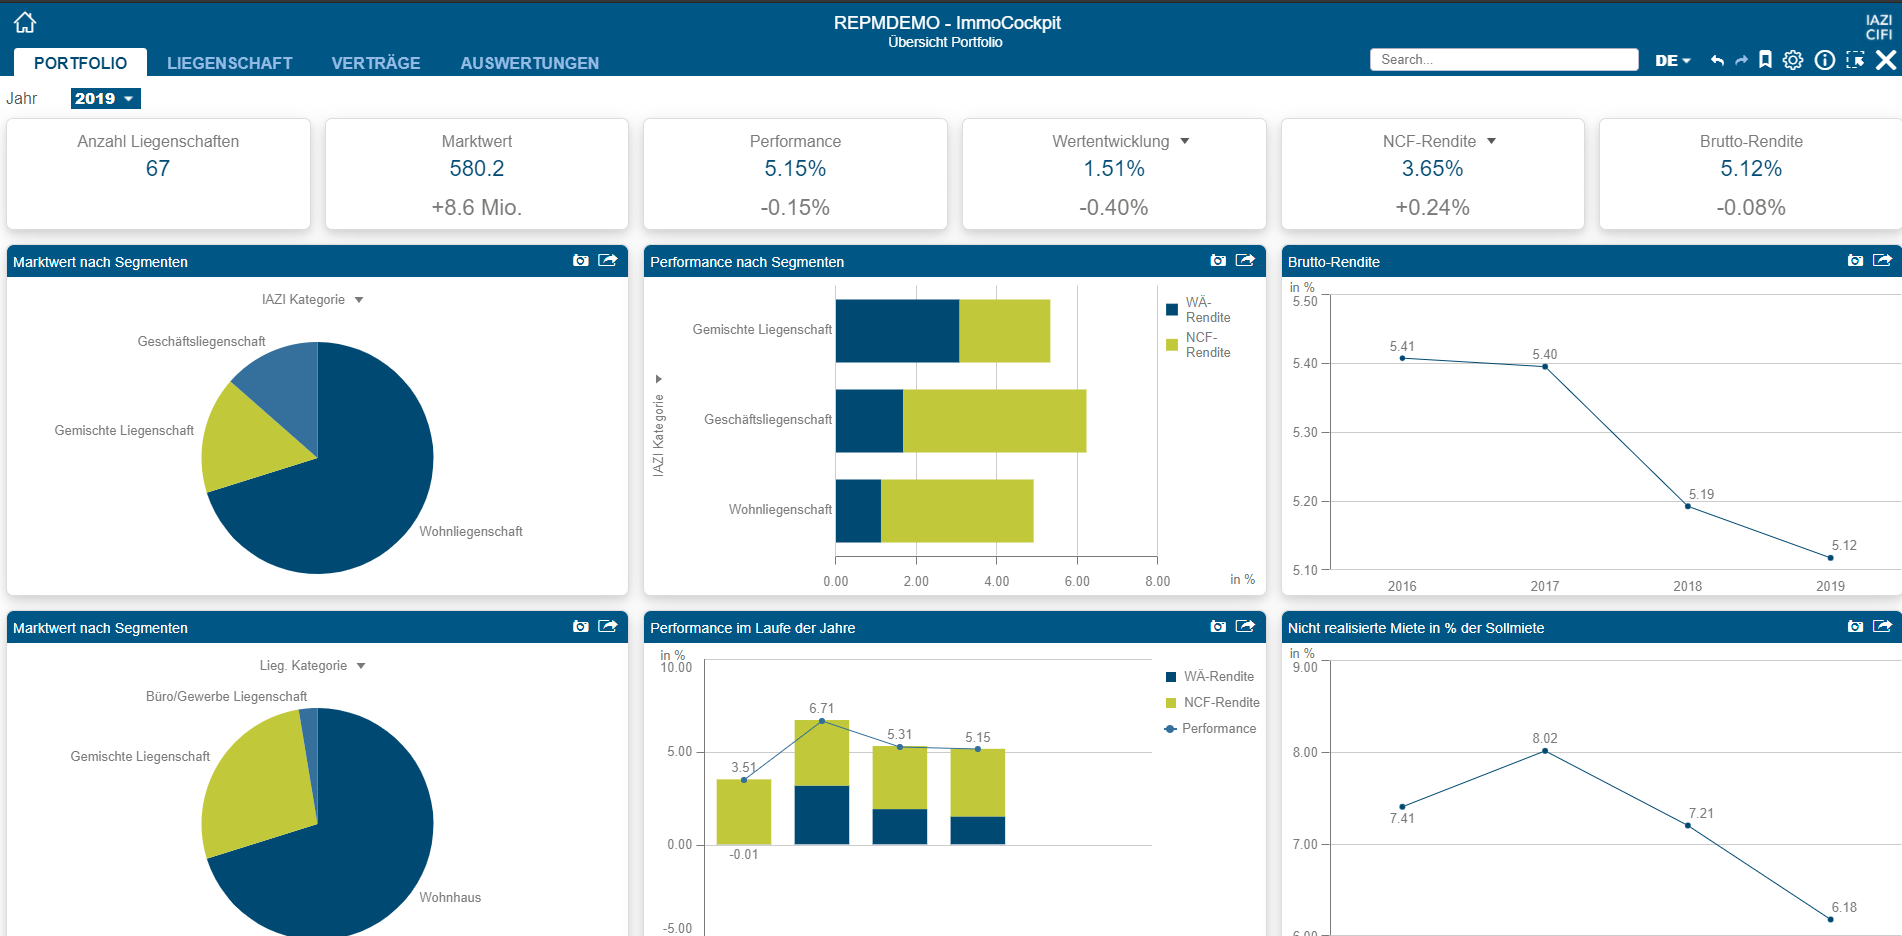 REPMDEMO - ImmoCockpit
Übersicht Portfolio
IAZI
CIFI
PORTFOLIO
LIEGENSCHAFT
VERTRÄGE
AUSWERTUNGEN
Search...
DE
Jahr
2019
Anzahl Liegenschaften
67
Marktwert
580.2
+8.6 Mio.
Performance
5.15%
-0.15%
Wertentwicklung
1.51%
-0.40%
NCF-Rendite
3.65%
+0.24%
Brutto-Rendite
5.12%
-0.08%
Marktwert nach Segmenten
IAZI Kategorie
Geschäftsliegenschaft
Gemischte Liegenschaft
Wohnliegenschaft
Performance nach Segmenten
IAZI Kategorie
Gemischte Liegenschaft
Geschäftsliegenschaft
Wohnliegenschaft
0.00
2.00
4.00
6.00
8.00
in %
WÄ-
Rendite
NCF-
Rendite
Brutto-Rendite
in %
5.50
5.40
5.30
5.20
5.10
5.41
5.40
5.19
5.12
2016
2017
2018
2019
Marktwert nach Segmenten
Lieg. Kategorie
Büro/Gewerbe Liegenschaft
Gemischte Liegenschaft
Wohnhaus
Performance im Laufe der Jahre
in %
10.00
5.00
0.00
-5.00
3.51
6.71
5.31
5.15
-0.01
WÄ-Rendite
NCF-Rendite
Performance
Nicht realisierte Miete in % der Sollmiete
in %
9.00
8.00
7.00
6.00
7.41
8.02
7.21
6.18